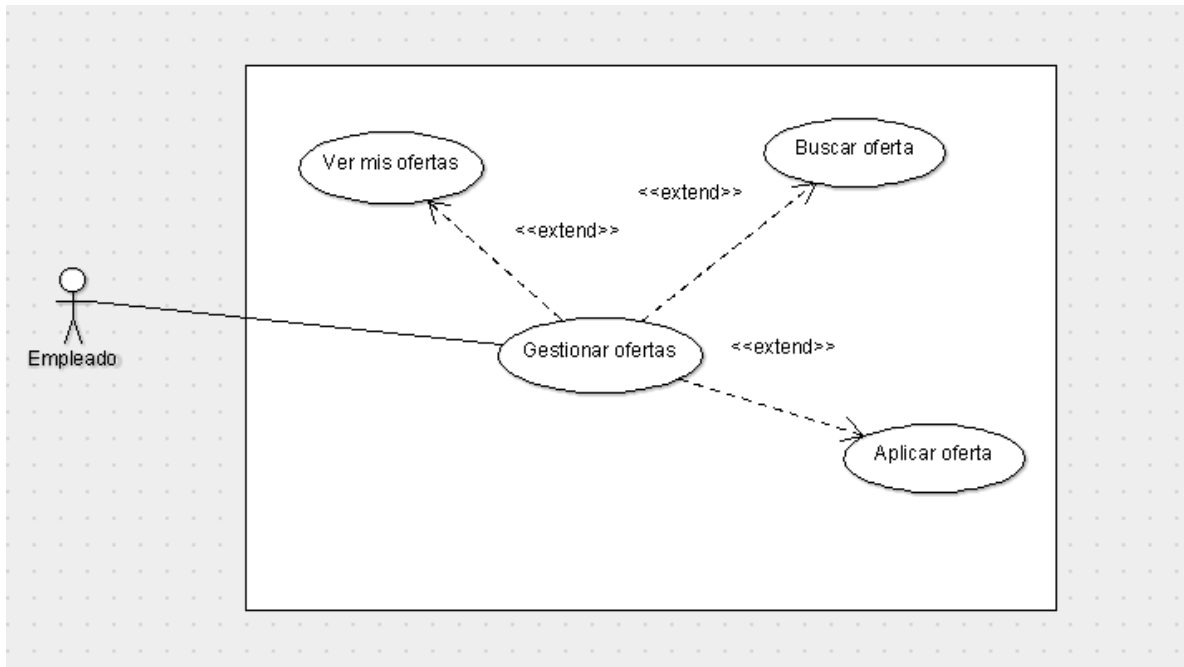 Buscar oferta
Ver mis ofertas
<<extend>>
<<extend>>
Empleado
Gestionar ofertas
<<extend>>
Aplicar oferta